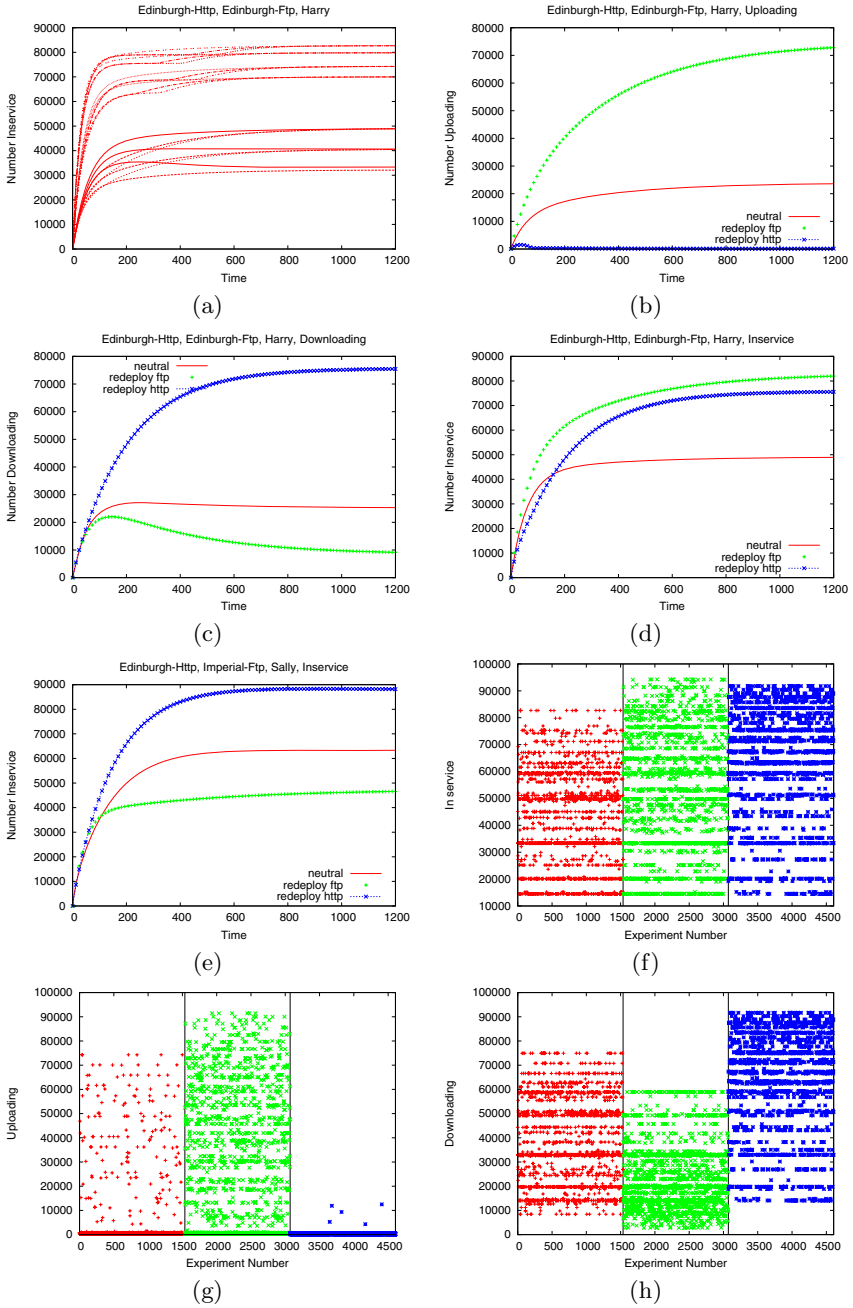 Edinburgh-Http, Edinburgh-Ftp, Harry
90000
80000
70000
60000
50000
40000
30000
20000
10000
0
Number Inservice
0 200 400 600 800 1000 1200
Time
(a)
Edinburgh-Http, Edinburgh-Ftp, Harry, Uploading
80000
70000
60000
50000
40000
30000
20000
10000
0
Number Uploading
neutral
redeploy ftp
redeploy http
0 200 400 600 800 1000 1200
Time
(b)
Edinburgh-Http, Edinburgh-Ftp, Harry, Downloading
80000
70000
60000
50000
40000
30000
20000
10000
0
Number Downloading
neutral
redeploy ftp
redeploy http
0 200 400 600 800 1000 1200
Time
(c)
Edinburgh-Http, Edinburgh-Ftp, Harry, Inservice
90000
80000
70000
60000
50000
40000
30000
20000
10000
0
Number Inservice
neutral
redeploy ftp
redeploy http
0 200 400 600 800 1000 1200
Time
(d)
Edinburgh-Http, Imperial-Ftp, Sally, Inservice
90000
80000
70000
60000
50000
40000
30000
20000
10000
0
Number Inservice
neutral
redeploy ftp
redeploy http
0 200 400 600 800 1000 1200
Time
(e)
100000
90000
80000
70000
60000
50000
40000
30000
20000
10000
In service
0 500 1000 1500 2000 2500 3000 3500 4000 4500
Experiment Number
(f)
100000
90000
80000
70000
60000
50000
40000
30000
20000
10000
0
Uploading
0 500 1000 1500 2000 2500 3000 3500 4000 4500
Experiment Number
(g)
100000
90000
80000
70000
60000
50000
40000
30000
20000
10000
0
Downloading
0 500 1000 1500 2000 2500 3000 3500 4000 4500
Experiment Number
(h)